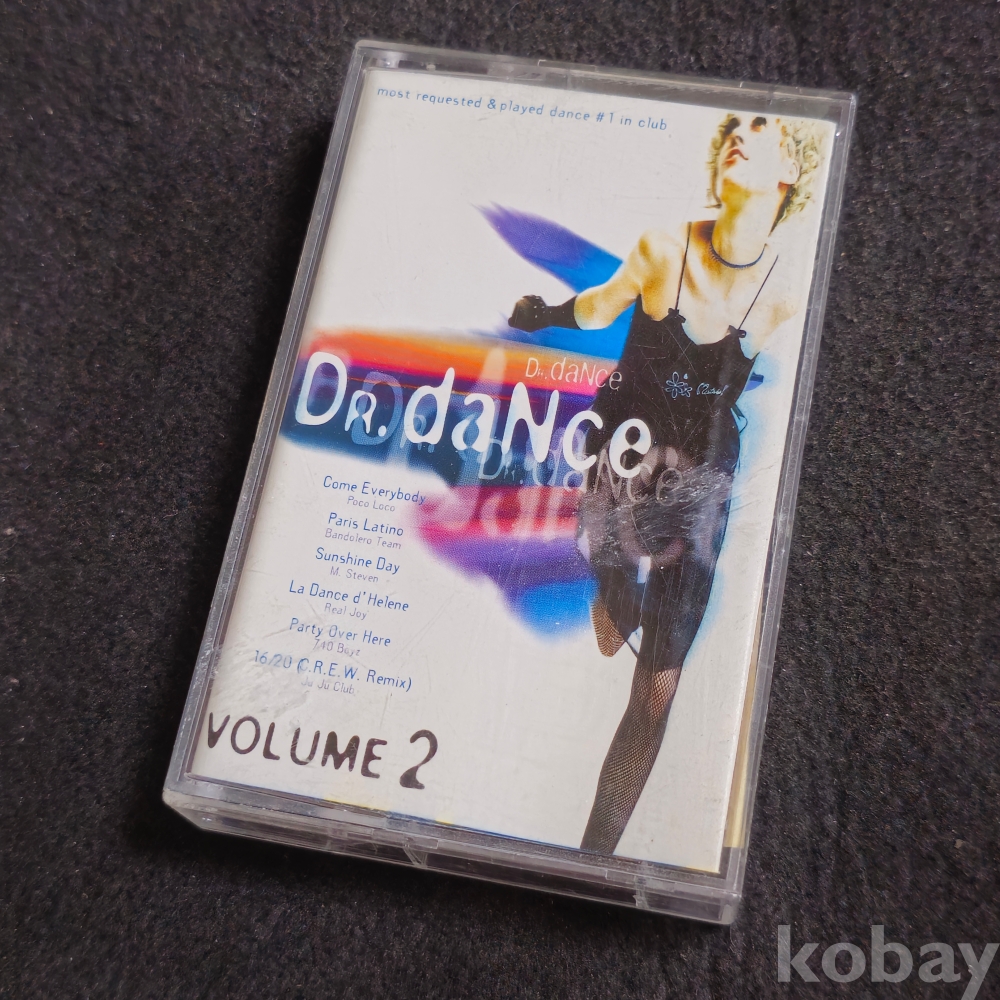 most requested & played dance #1 in club
DR. daNce
DR. daNce
DR. daNce
Come Everybody
Poco Loco
Paris Latino
Bandolero Team
Sunshine Day
M. Steven
La Dance d'Helene
Real Joy
Party Over Here
740 Boyz
16/20 (C.R.E.W. Remix)
Ju Ju Club
VOLUME 2
kobay